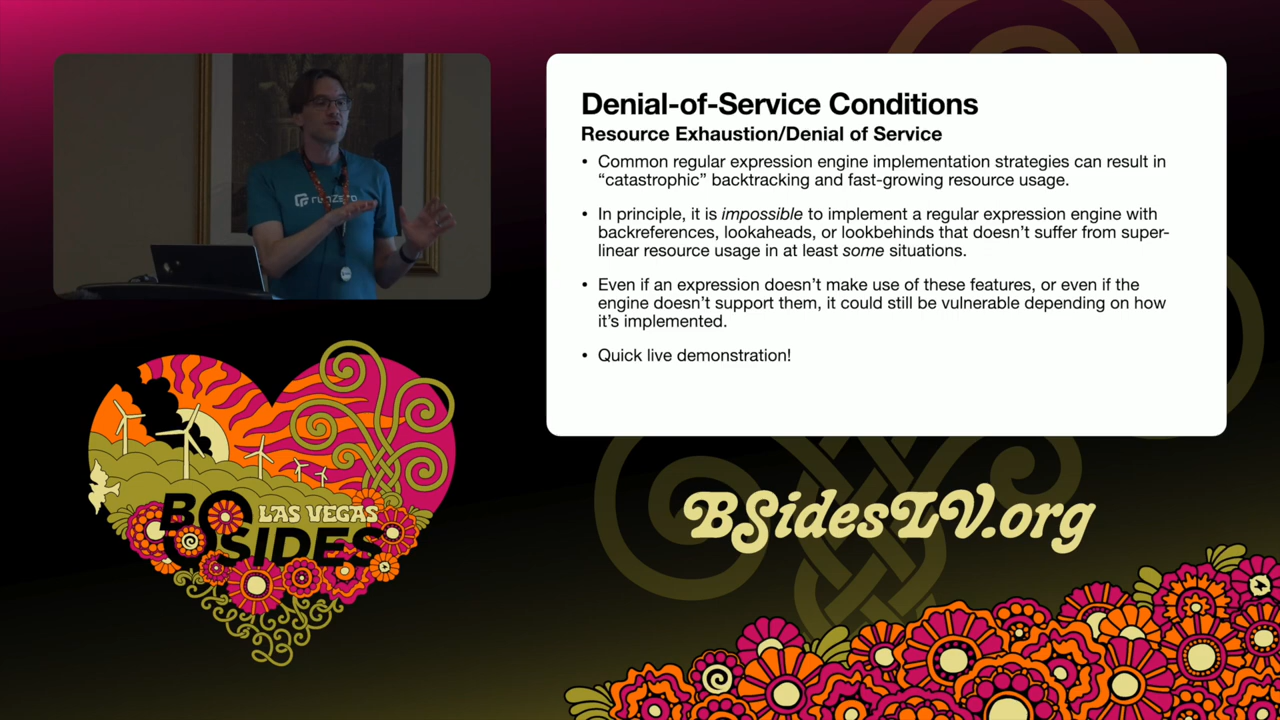 Denial-of-Service Conditions
Resource Exhaustion/Denial of Service
• Common regular expression engine implementation strategies can result in
“catastrophic” backtracking and fast-growing resource usage.
• In principle, it is impossible to implement a regular expression engine with
backreferences, lookaheads, or lookbehinds that doesn’t suffer from super-
linear resource usage in at least some situations.
• Even if an expression doesn’t make use of these features, or even if the
engine doesn’t support them, it could still be vulnerable depending on how
it’s implemented.
• Quick live demonstration!
runZero
LAS VEGAS
BSIDES
BSidesLV.org